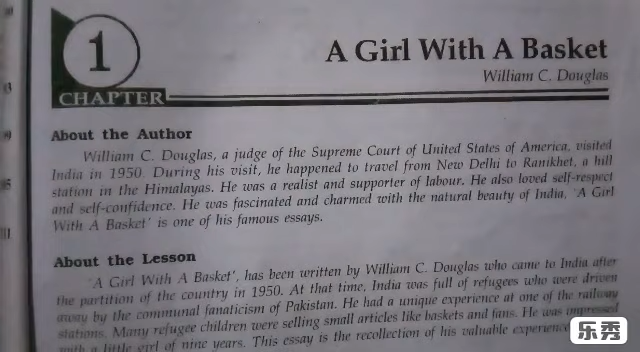 1
CHAPTER
A Girl With A Basket
William C. Douglas
About the Author
William C. Douglas, a judge of the Supreme Court of United States of America, visited
India in 1950. During his visit, he happened to travel from New Delhi to Ranikhet, a hill
station in the Himalayas. He was a realist and supporter of labour. He also loved self-respect
and self-confidence. He was fascinated and charmed with the natural beauty of India. 'A Girl
With A Basket' is one of his famous essays.
About the Lesson
'A Girl With A Basket', has been written by William C. Douglas who came to India after
the partition of the country in 1950. At that time, India was full of refugees who were driven
away by the communal fanaticism of Pakistan. He had a unique experience at one of the railway
stations. Many refugee children were selling small articles like baskets and fans. He was impressed
with a little girl of nine years. This essay is the recollection of his valuable
乐秀